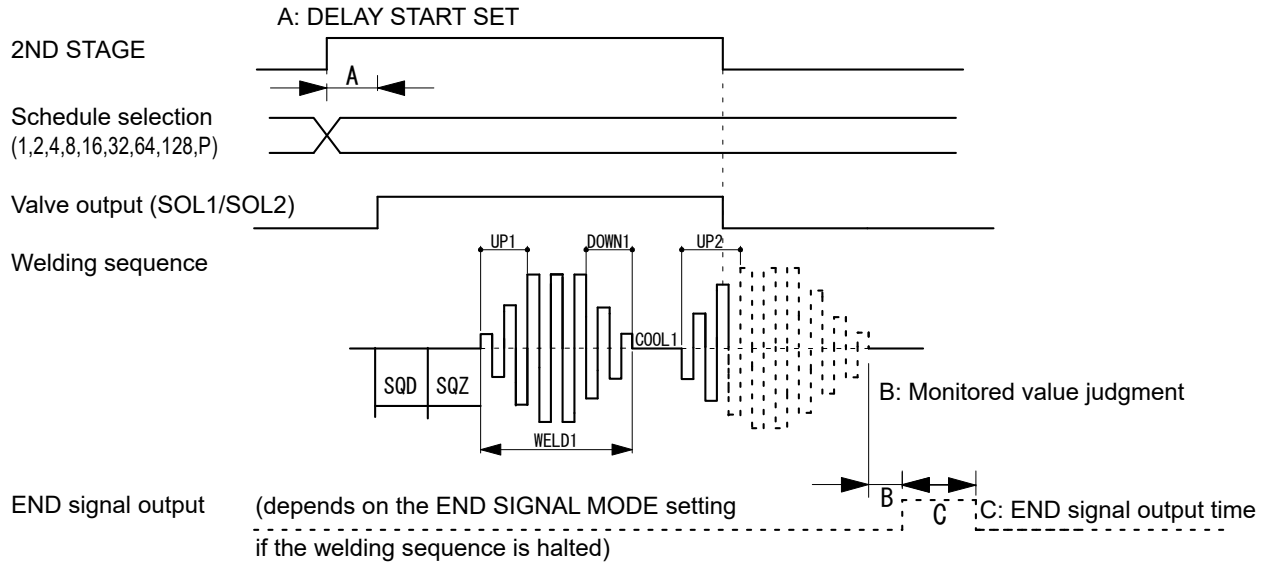 A: DELAY START SET
2ND STAGE
A
Schedule selection
(1,2,4,8,16,32,64,128,P)
Valve output (SOL1/SOL2)
UP1 DOWN1 UP2
Welding sequence
COOL1
SQD SQZ
B: Monitored value judgment
WELD1
END signal output (depends on the END SIGNAL MODE setting B C C: END signal output time
if the welding sequence is halted)